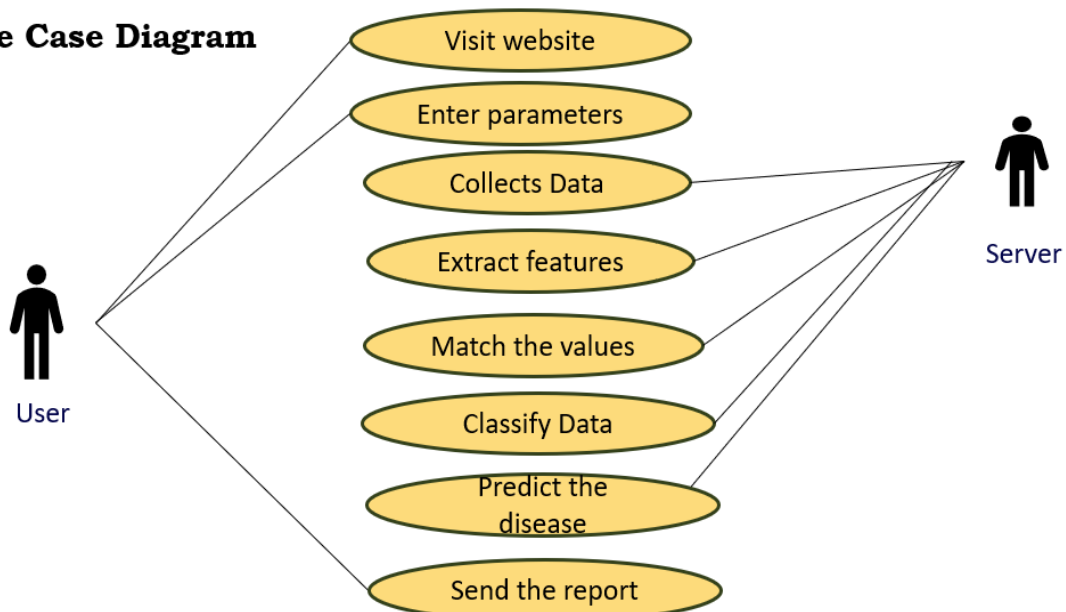 e Case Diagram
Visit website
Enter parameters
Collects Data
Extract features
Server
Match the values
User
Classify Data
Predict the
disease
Send the report